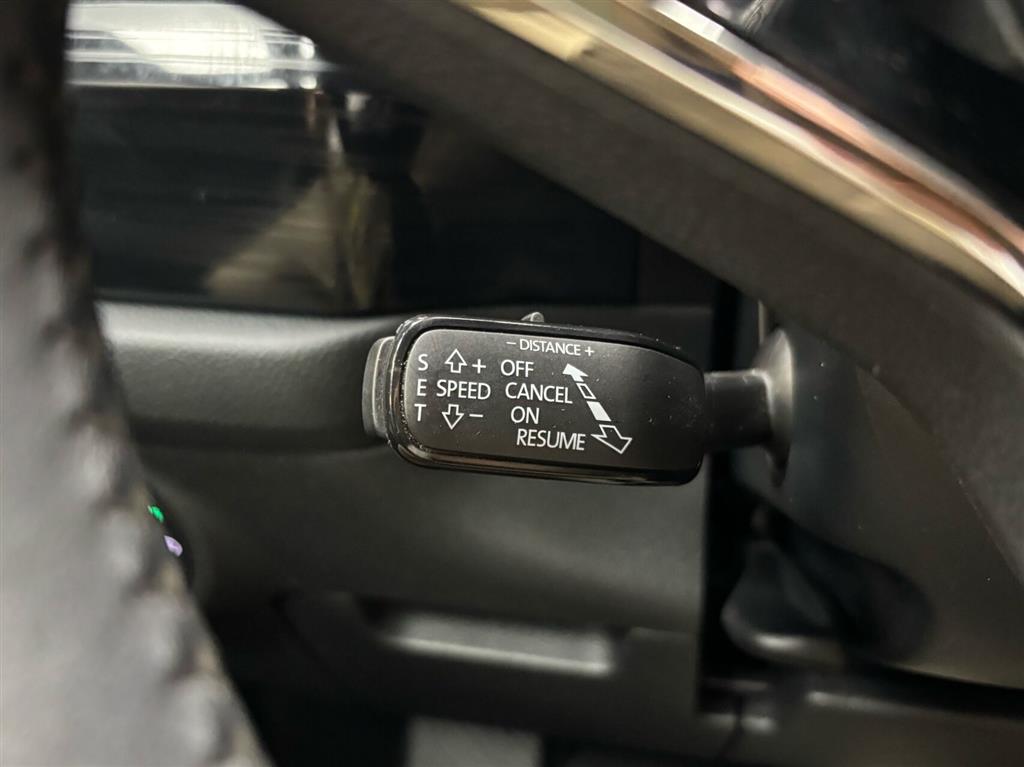 − DISTANCE +
S + OFF
E SPEED CANCEL
T − ON
RESUME